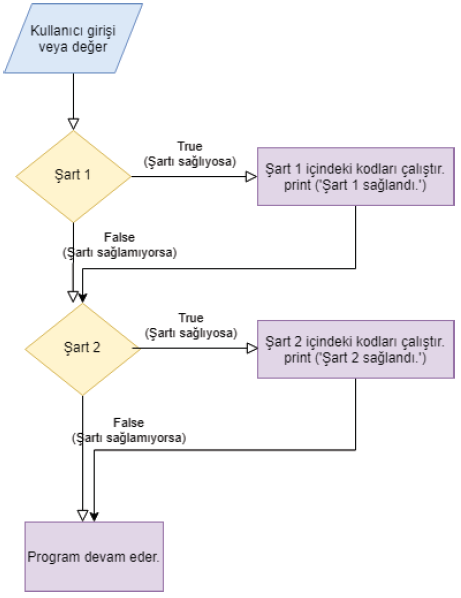 Kullanıcı girişi
veya değer
Şart 1
True
(Şartı sağlıyosa)
Şart 1 içindeki kodları çalıştır.
print ('Şart 1 sağlandı.')
False
(Şartı sağlamıyorsa)
Şart 2
True
(Şartı sağlıyosa)
Şart 2 içindeki kodları çalıştır.
print ('Şart 2 sağlandı.')
False
(Şartı sağlamıyorsa)
Program devam eder.